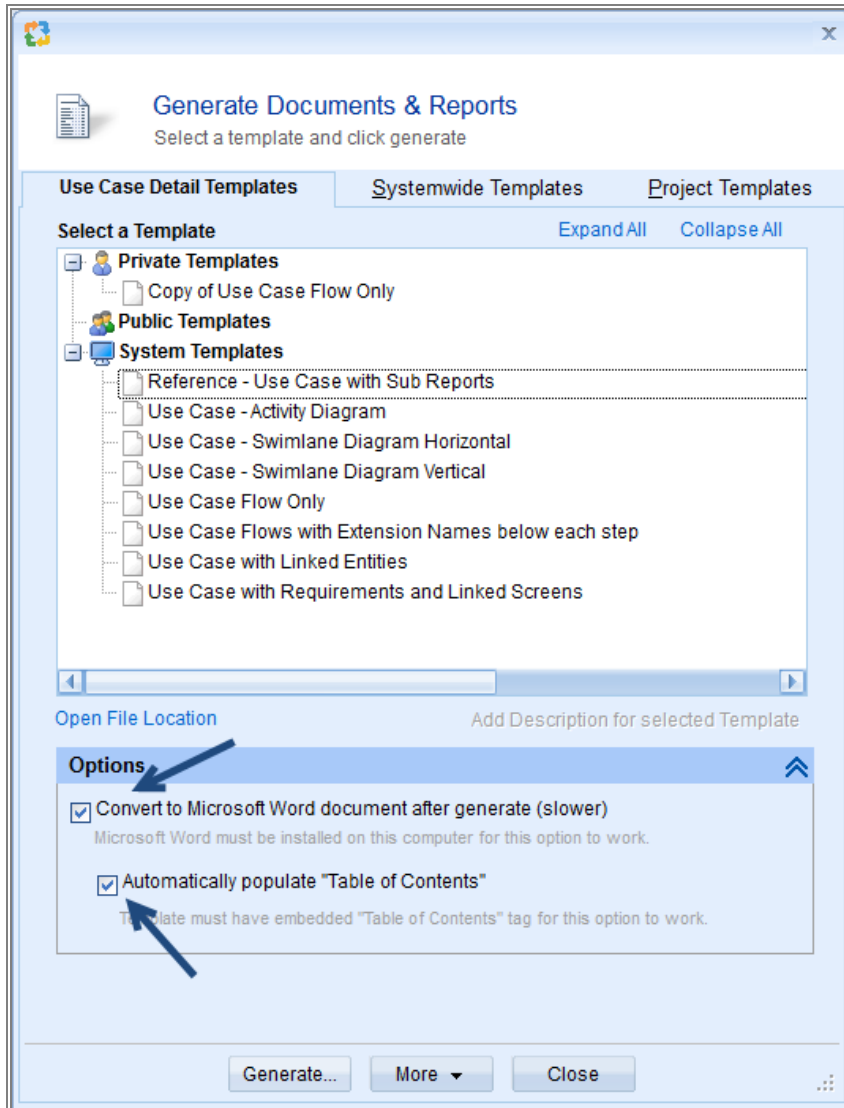 x
Generate Documents & Reports
Select a template and click generate
Use Case Detail Templates Systemwide Templates Project Templates
Select a Template Expand All Collapse All
Private Templates
Copy of Use Case Flow Only
Public Templates
System Templates
Reference - Use Case with Sub Reports
Use Case - Activity Diagram
Use Case - Swimlane Diagram Horizontal
Use Case - Swimlane Diagram Vertical
Use Case Flow Only
Use Case Flows with Extension Names below each step
Use Case with Linked Entities
Use Case with Requirements and Linked Screens
Open File Location Add Description for selected Template
Options
Convert to Microsoft Word document after generate (slower)
Microsoft Word must be installed on this computer for this option to work.
Automatically populate "Table of Contents"
Template must have embedded "Table of Contents" tag for this option to work.
Generate... More Close